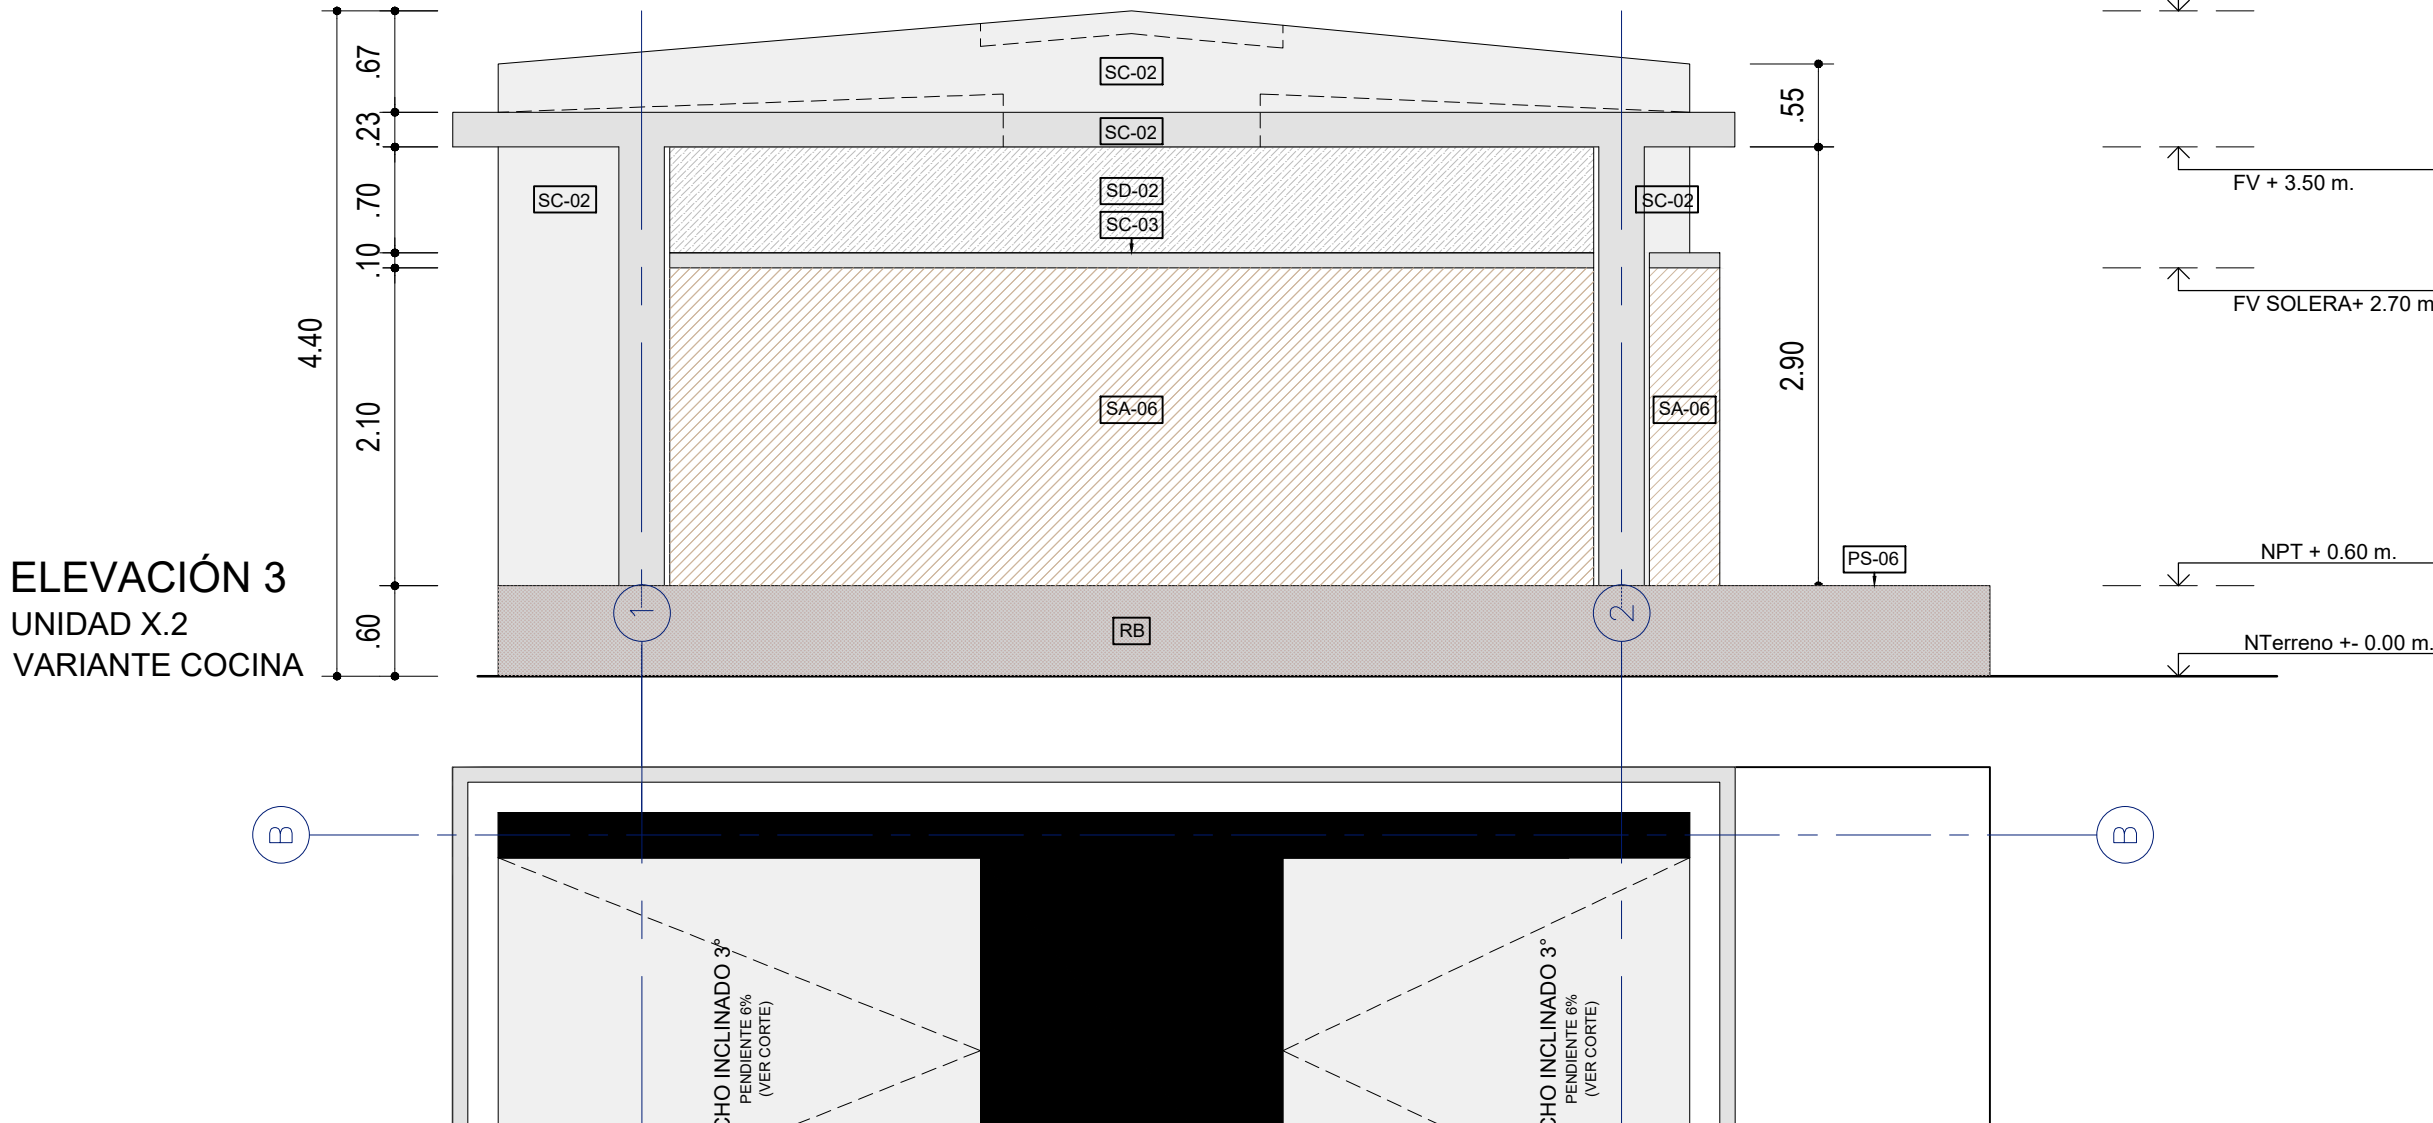 .67
.23
.70
.10
4.40
2.10
.60
SC-02
SC-02
SC-02
SD-02
SC-03
SC-02
SA-06
SA-06
.55
2.90
PS-06
RB
1
2
FV + 3.50 m.
FV SOLERA+ 2.70 m
NPT + 0.60 m.
NTerreno +- 0.00 m.
ELEVACIÓN 3
UNIDAD X.2
VARIANTE COCINA
B
B
CHO INCLINADO 3°
PENDIENTE 6%
(VER CORTE)
CHO INCLINADO 3°
PENDIENTE 6%
(VER CORTE)